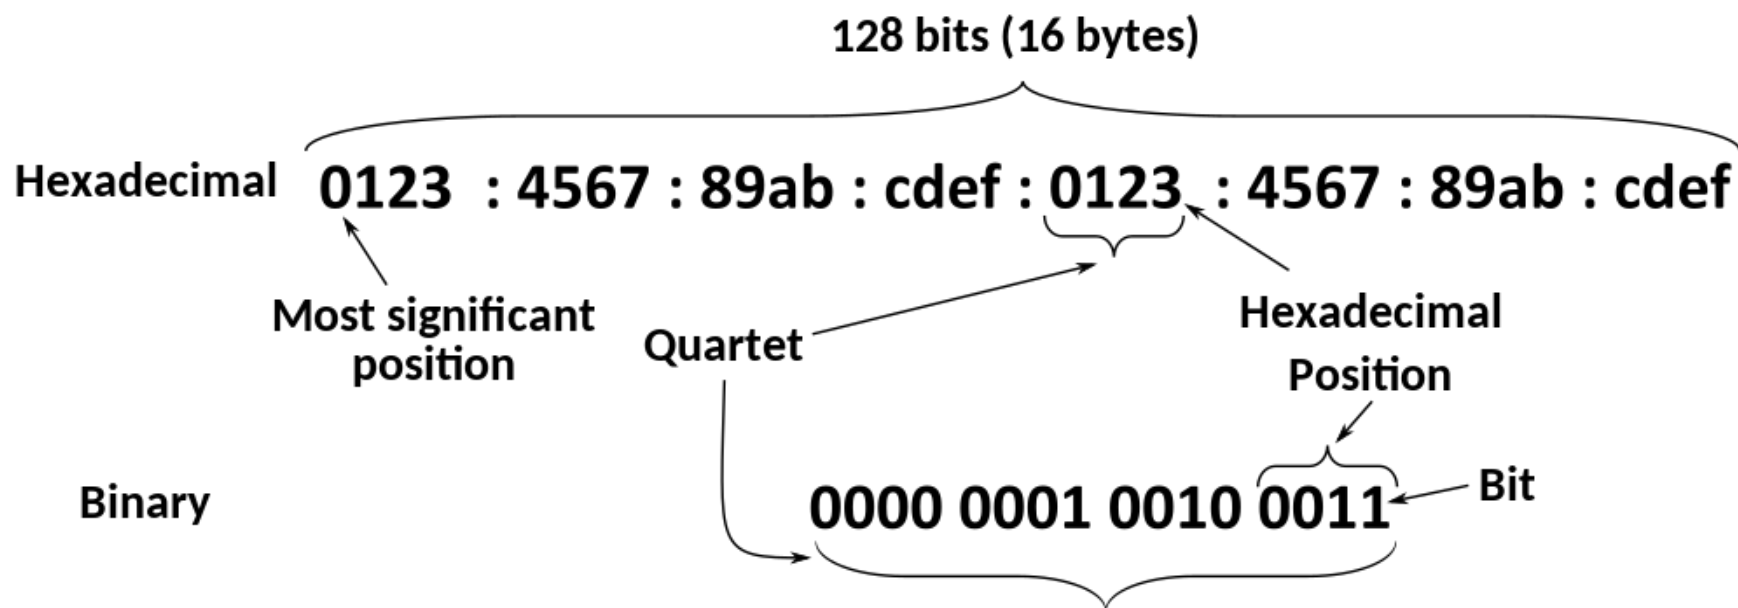 128 bits (16 bytes)
Hexadecimal 0123 : 4567 : 89ab : cdef : 0123 : 4567 : 89ab : cdef
Most significant
position
Quartet
Hexadecimal
Position
Binary
0000 0001 0010 0011
Bit